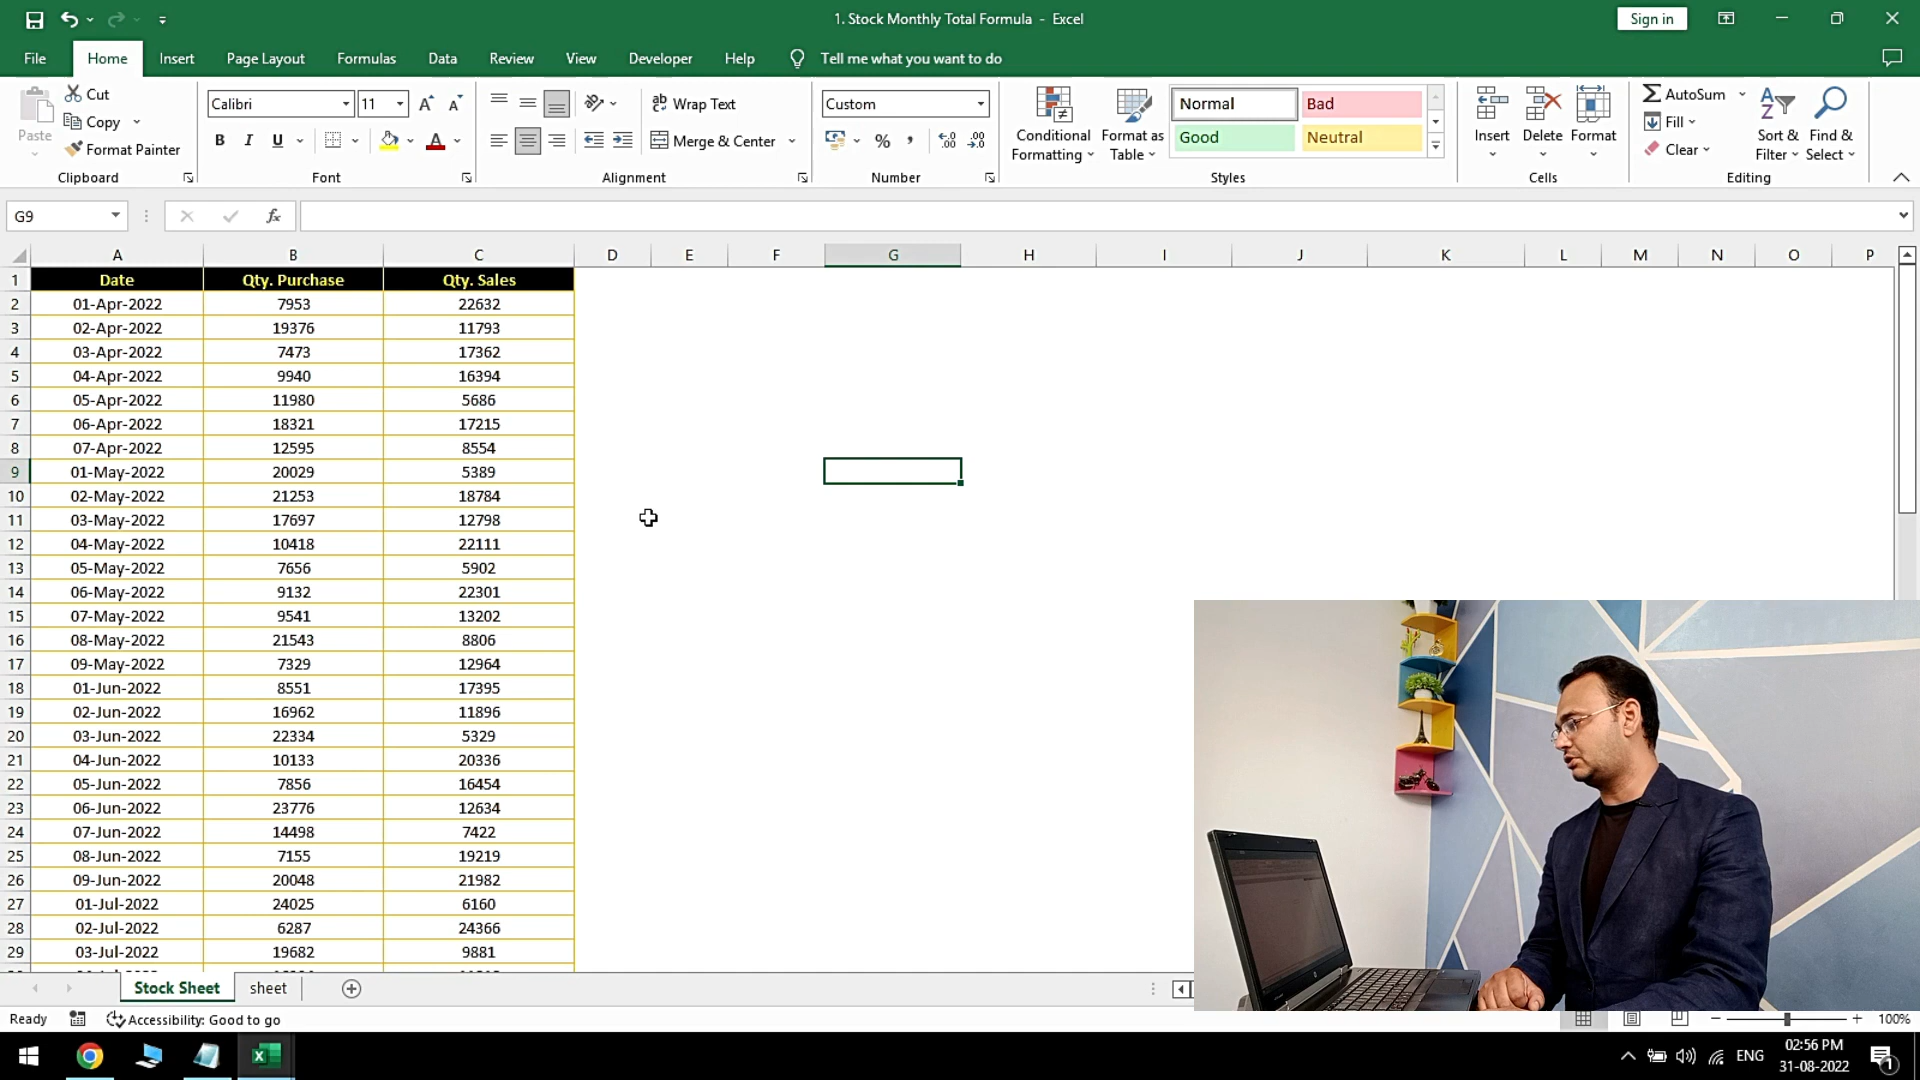 1. Stock Monthly Total Formula - Excel
Sign in
File Home Insert Page Layout Formulas Data Review View Developer Help Tell me what you want to do
Paste
Cut
Copy
Format Painter
Clipboard
Calibri 11
B I U
Font
Wrap Text
Merge & Center
Alignment
Custom
%
Number
Conditional Formatting
Format as Table
Normal Bad
Good Neutral
Styles
Insert Delete Format
Cells
AutoSum
Fill
Clear
Sort & Filter
Find & Select
Editing
G9
fx
A B C D E F G H I J K L M N O P
1 Date Qty. Purchase Qty. Sales
2 01-Apr-2022 7953 22632
3 02-Apr-2022 19376 11793
4 03-Apr-2022 7473 17362
5 04-Apr-2022 9940 16394
6 05-Apr-2022 11980 5686
7 06-Apr-2022 18321 17215
8 07-Apr-2022 12595 8554
9 01-May-2022 20029 5389
10 02-May-2022 21253 18784
11 03-May-2022 17697 12798
12 04-May-2022 10418 22111
13 05-May-2022 7656 5902
14 06-May-2022 9132 22301
15 07-May-2022 9541 13202
16 08-May-2022 21543 8806
17 09-May-2022 7329 12964
18 01-Jun-2022 8551 17395
19 02-Jun-2022 16962 11896
20 03-Jun-2022 22334 5329
21 04-Jun-2022 10133 20336
22 05-Jun-2022 7856 16454
23 06-Jun-2022 23776 12634
24 07-Jun-2022 14498 7422
25 08-Jun-2022 7155 19219
26 09-Jun-2022 20048 21982
27 01-Jul-2022 24025 6160
28 02-Jul-2022 6287 24366
29 03-Jul-2022 19682 9881
Stock Sheet sheet
Ready Accessibility: Good to go
100%
ENG
02:56 PM
31-08-2022
1